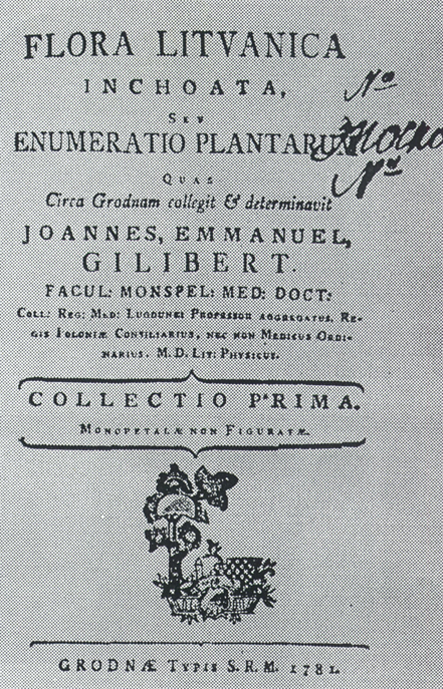 FLORA LITVANICA
INCHOATA,
SEU
ENUMERATIO PLANTARUM
QUAS
Circa Grodnam collegit & determinavit
JOANNES, EMMANUEL,
GILIBERT.
FACUL: MONSPEL: MED: DOCT:
COLL: REG: MED: LUGDUNEI PROFESSOR AGGREGATUS, RE-
GIS POLONIÆ CONSILIARIUS, NEC NON MEDICUS ORDI-
NARIUS. M.D. LIT: PHYSICUS.
COLLECTIO PRIMA.
MONOPETALÆ NON FIGURATÆ.
GRODNÆ TYPIS S.R.M. 1781.